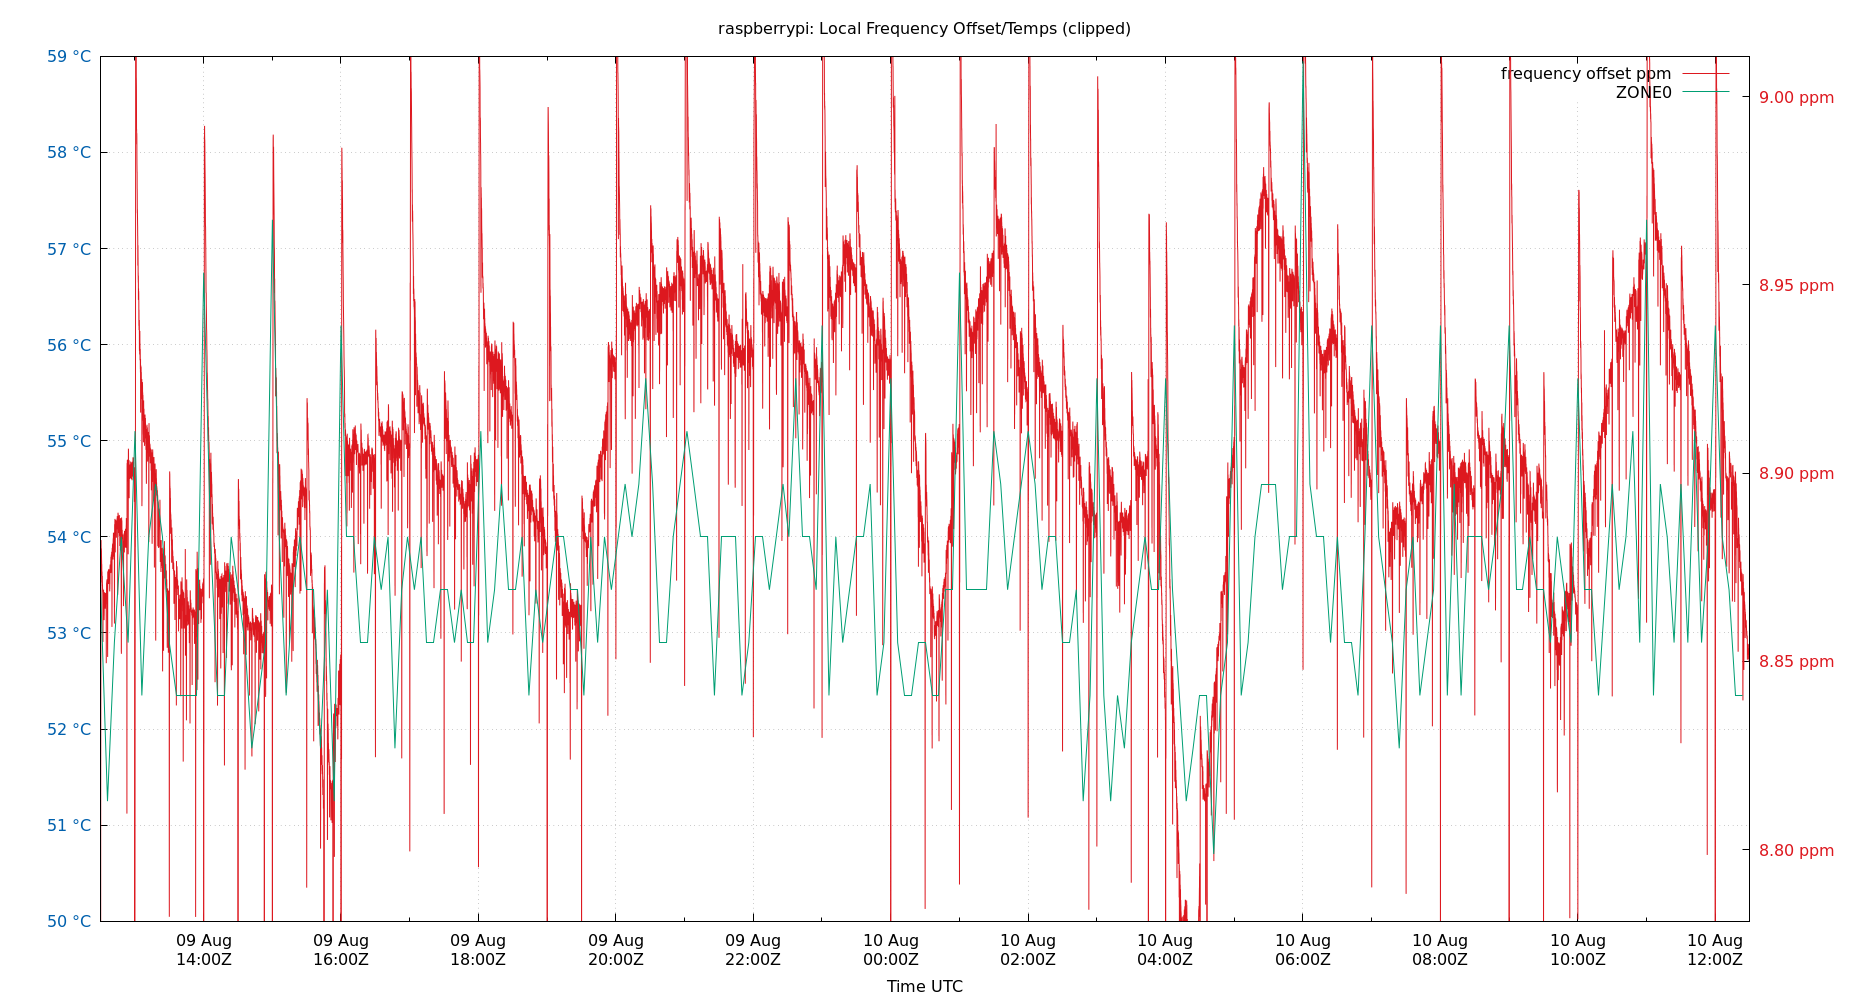 raspberrypi: Local Frequency Offset/Temps (clipped)
59 °C
58 °C
57 °C
56 °C
55 °C
54 °C
53 °C
52 °C
51 °C
50 °C
frequency offset ppm
ZONE0
9.00 ppm
8.95 ppm
8.90 ppm
8.85 ppm
8.80 ppm
09 Aug
14:00Z
09 Aug
16:00Z
09 Aug
18:00Z
09 Aug
20:00Z
09 Aug
22:00Z
10 Aug
00:00Z
10 Aug
02:00Z
10 Aug
04:00Z
10 Aug
06:00Z
10 Aug
08:00Z
10 Aug
10:00Z
10 Aug
12:00Z
Time UTC